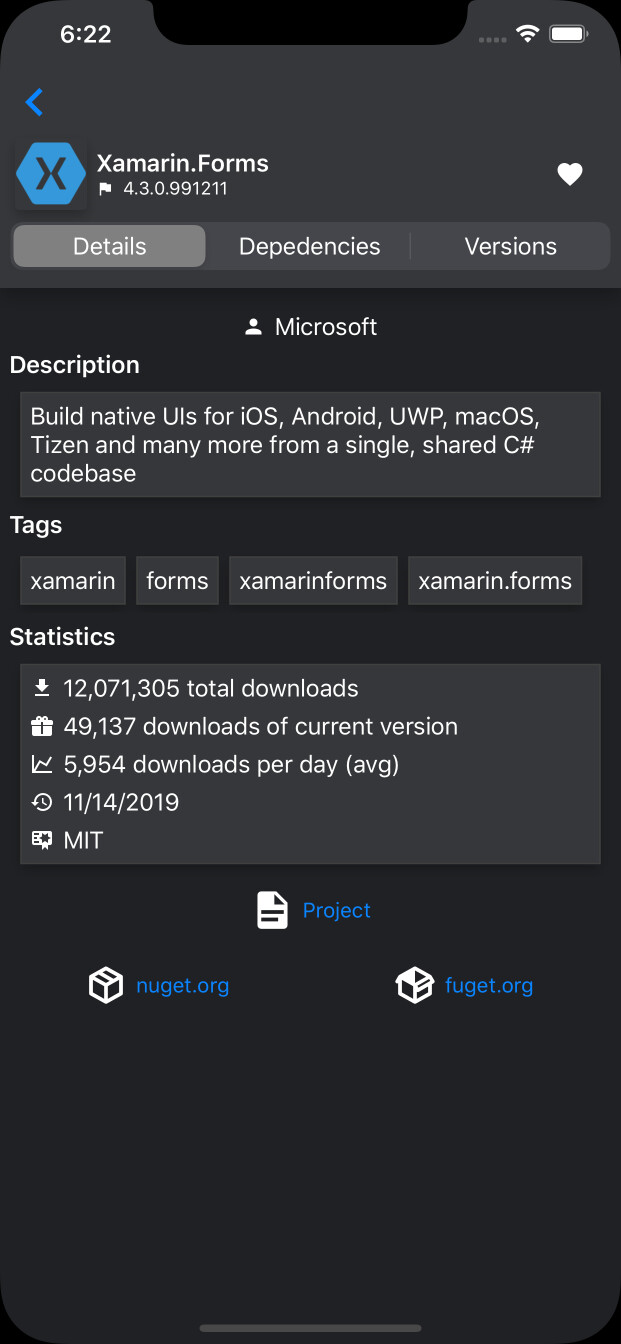 6:22
Xamarin.Forms
4.3.0.991211
Details Depedencies Versions
Microsoft
Description
Build native UIs for iOS, Android, UWP, macOS,
Tizen and many more from a single, shared C#
codebase
Tags
xamarin forms xamarinforms xamarin.forms
Statistics
12,071,305 total downloads
49,137 downloads of current version
5,954 downloads per day (avg)
11/14/2019
MIT
Project
nuget.org fuget.org